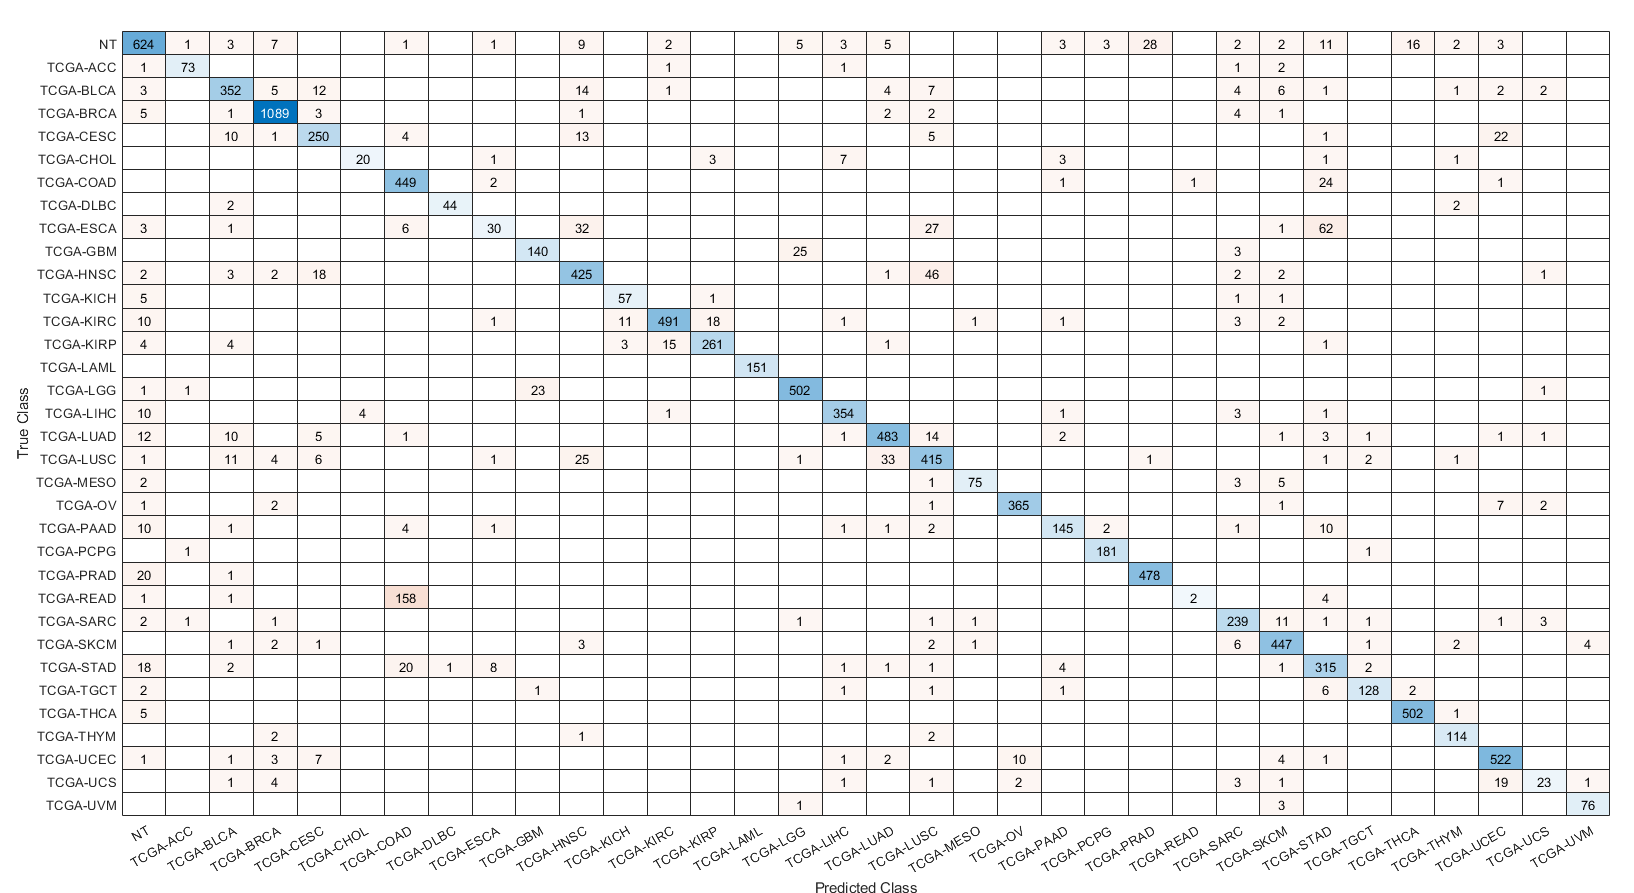 NT 624 1 3 7 1 1 9 2 5 3 5 3 3 28 2 2 11 16 2 3
TCGA-ACC 1 73 1 1 1 2
TCGA-BLCA 3 352 5 12 14 1 4 7 4 6 1 1 2 2
TCGA-BRCA 5 1 1089 3 1 2 2 4 1
TCGA-CESC 10 1 250 4 13 5 1 22
TCGA-CHOL 20 1 3 7 3 1 1
TCGA-COAD 449 2 1 1 24 1
TCGA-DLBC 2 44 2
TCGA-ESCA 3 1 6 30 32 27 1 62
TCGA-GBM 140 25 3
TCGA-HNSC 2 3 2 18 425 1 46 2 2 1
TCGA-KICH 5 57 1 1 1
TCGA-KIRC 10 1 11 491 18 1 1 1 3 2
TCGA-KIRP 4 4 3 15 261 1 1
TCGA-LAML 151
TCGA-LGG 1 1 23 502 1
TCGA-LIHC 10 4 1 354 1 3 1
TCGA-LUAD 12 10 5 1 1 483 14 2 1 3 1 1 1
TCGA-LUSC 1 11 4 6 1 25 1 33 415 1 1 2 1
TCGA-MESO 2 1 75 3 5
TCGA-OV 1 2 1 365 1 7 2
TCGA-PAAD 10 1 4 1 1 1 2 145 2 1 10
TCGA-PCPG 1 181 1
TCGA-PRAD 20 1 478
TCGA-READ 1 1 158 2 4
TCGA-SARC 2 1 1 1 1 1 239 11 1 1 1 3
TCGA-SKCM 1 2 1 3 2 1 6 447 1 2 4
TCGA-STAD 18 2 20 1 8 1 1 1 4 1 315 2
TCGA-TGCT 2 1 1 1 1 6 128 2
TCGA-THCA 5 502 1
TCGA-THYM 2 1 2 114
TCGA-UCEC 1 1 3 7 1 2 10 4 1 522
TCGA-UCS 1 4 1 1 2 3 1 19 23 1
TCGA-UVM 1 3 76
True Class
NT TCGA-ACC TCGA-BLCA TCGA-BRCA TCGA-CESC TCGA-CHOL TCGA-COAD TCGA-DLBC TCGA-ESCA TCGA-GBM TCGA-HNSC TCGA-KICH TCGA-KIRC TCGA-KIRP TCGA-LAML TCGA-LGG TCGA-LIHC TCGA-LUAD TCGA-LUSC TCGA-MESO TCGA-OV TCGA-PAAD TCGA-PCPG TCGA-PRAD TCGA-READ TCGA-SARC TCGA-SKCM TCGA-STAD TCGA-TGCT TCGA-THCA TCGA-THYM TCGA-UCEC TCGA-UCS TCGA-UVM
Predicted Class